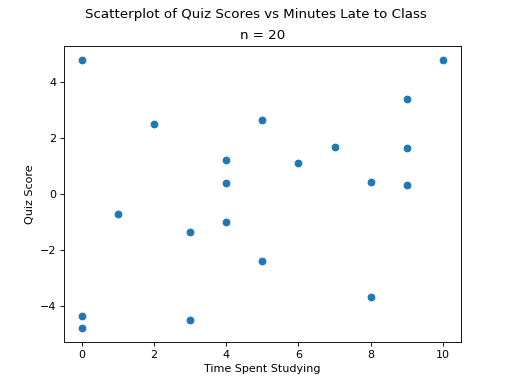 Scatterplot of Quiz Scores vs Minutes Late to Class
n = 20
4
2
0
−2
−4
Quiz Score
0 2 4 6 8 10
Time Spent Studying